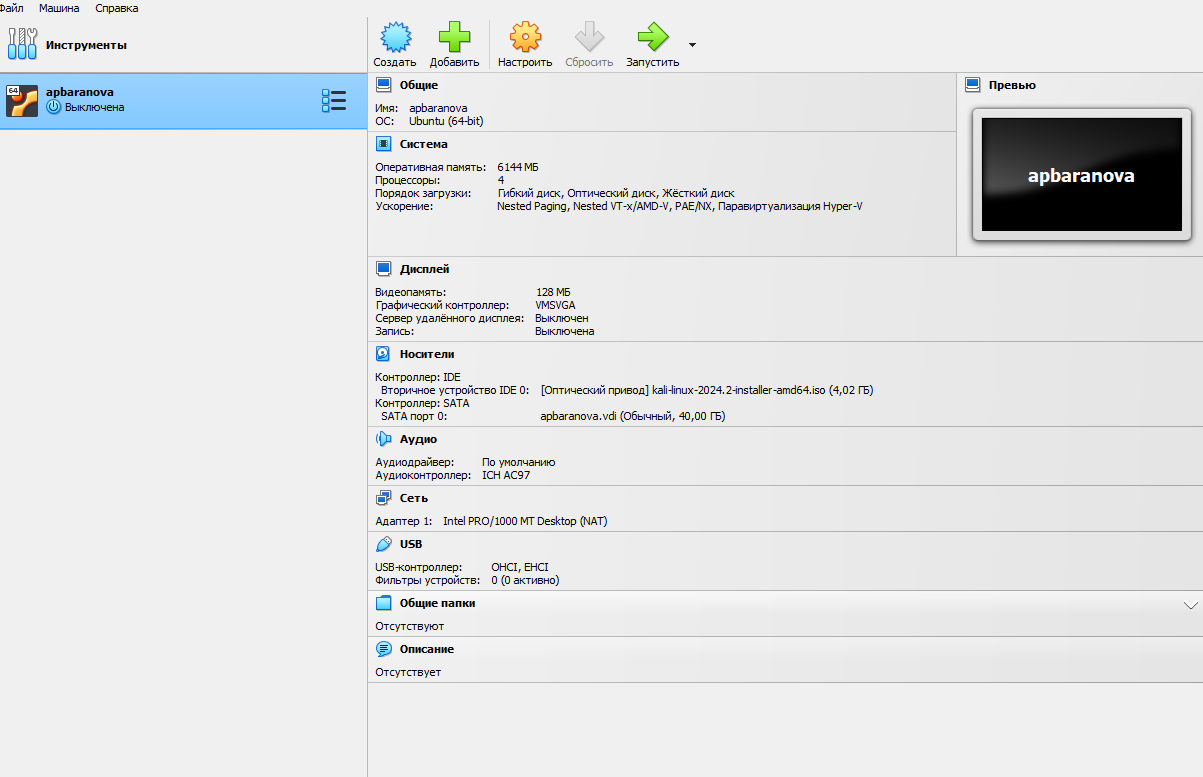 Файл Машина Справка
Инструменты
Создать Добавить Настроить Сбросить Запустить
64
apbaranova
Выключена
Общие
Имя: apbaranova
ОС: Ubuntu (64-bit)
Превью
apbaranova
Система
Оперативная память: 6144 МБ
Процессоры: 4
Порядок загрузки: Гибкий диск, Оптический диск, Жёсткий диск
Ускорение: Nested Paging, Nested VT-x/AMD-V, PAE/NX, Паравиртуализация Hyper-V
Дисплей
Видеопамять: 128 МБ
Графический контроллер: VMSVGA
Сервер удалённого дисплея: Выключен
Запись: Выключена
Носители
Контроллер: IDE
Вторичное устройство IDE 0: [Оптический привод] kali-linux-2024.2-installer-amd64.iso (4,02 ГБ)
Контроллер: SATA
SATA порт 0: apbaranova.vdi (Обычный, 40,00 ГБ)
Аудио
Аудиодрайвер: По умолчанию
Аудиоконтроллер: ICH AC97
Сеть
Адаптер 1: Intel PRO/1000 MT Desktop (NAT)
USB
USB-контроллер: OHCI, EHCI
Фильтры устройств: 0 (0 активно)
Общие папки
Отсутствуют
Описание
Отсутствует